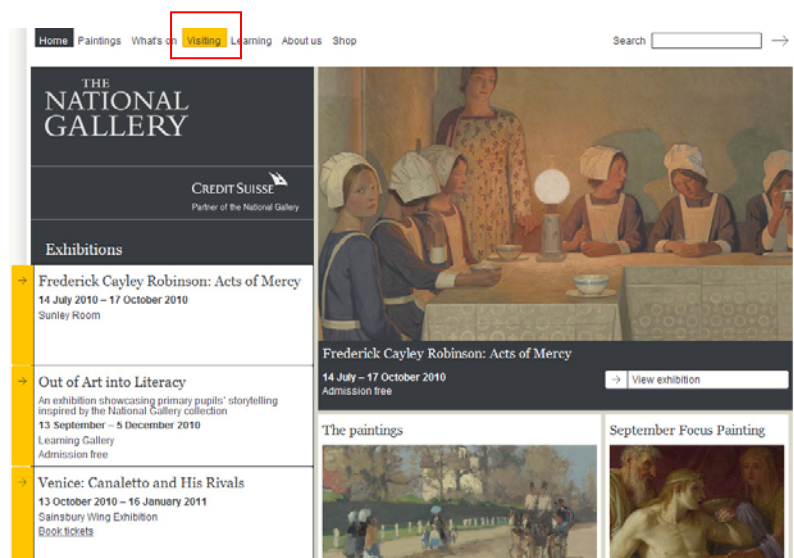 Home Paintings What's on Visiting Learning About us Shop Search
THE
NATIONAL
GALLERY
CREDIT SUISSE
Partner of the National Gallery
Exhibitions
Frederick Cayley Robinson: Acts of Mercy
14 July 2010 – 17 October 2010
Sunley Room
Out of Art into Literacy
An exhibition showcasing primary pupils' storytelling
inspired by the National Gallery collection
13 September – 5 December 2010
Learning Gallery
Admission free
Venice: Canaletto and His Rivals
13 October 2010 – 16 January 2011
Sainsbury Wing Exhibition
Book tickets
Frederick Cayley Robinson: Acts of Mercy
14 July – 17 October 2010
Admission free
View exhibition
The paintings
September Focus Painting